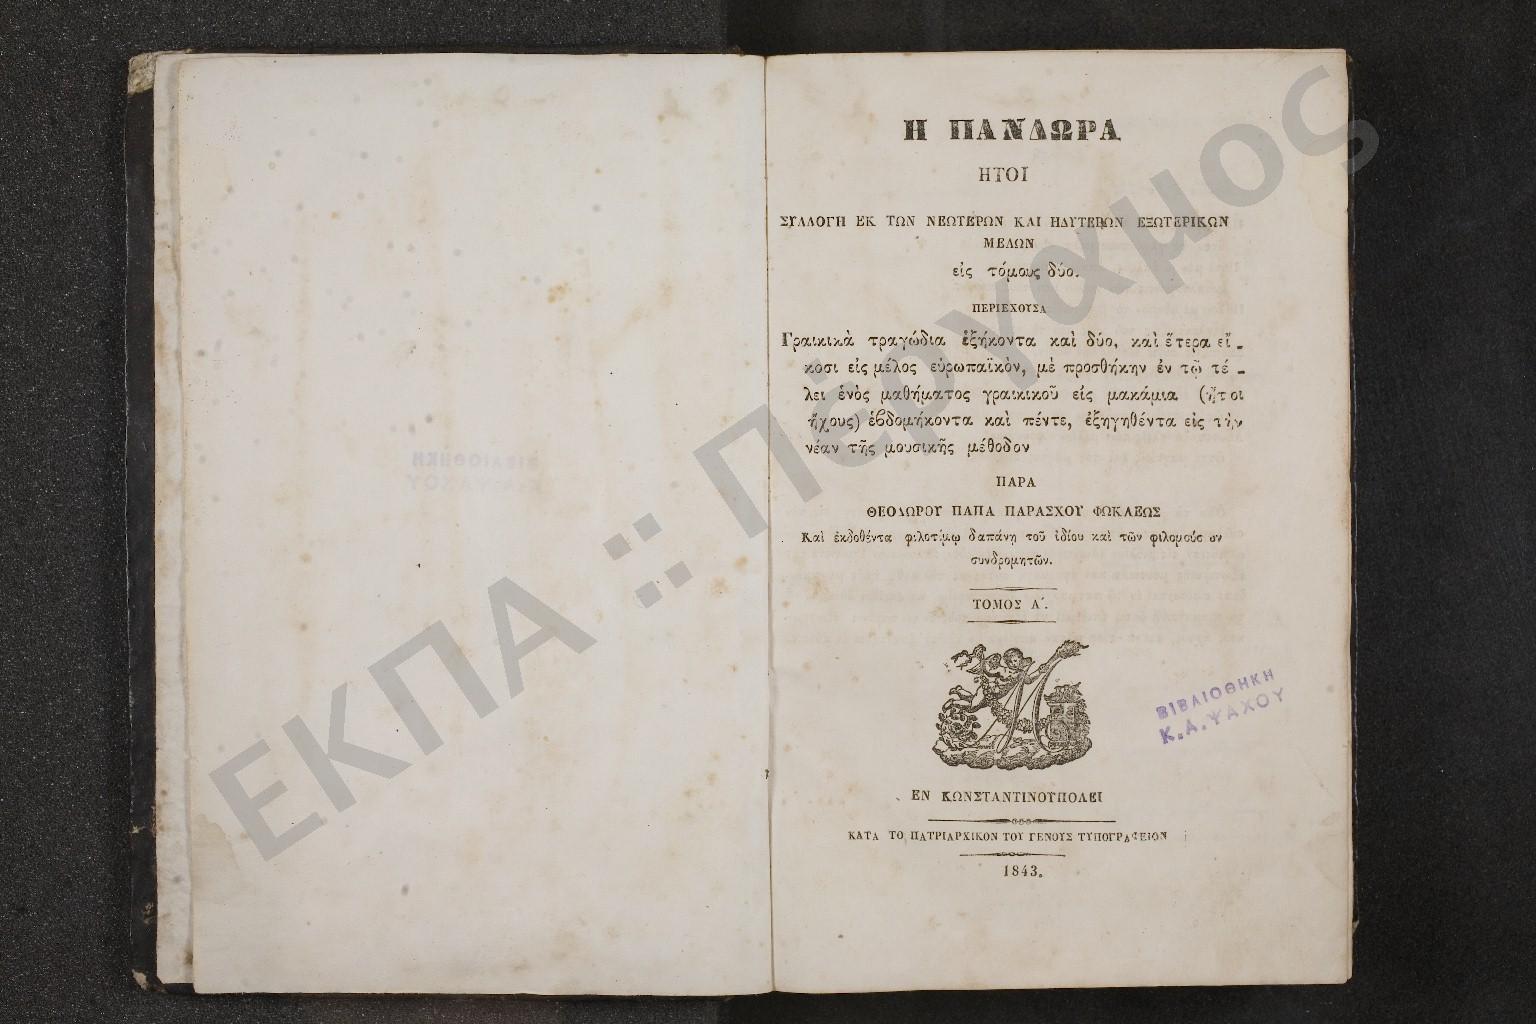 Η ΠΑΝΔΩΡΑ
ΗΤΟΙ
ΣΥΛΛΟΓΗ ΕΚ ΤΩΝ ΝΕΩΤΕΡΩΝ ΚΑΙ ΗΔΥΤΕΡΩΝ ΕΞΩΤΕΡΙΚΩΝ
ΜΕΛΩΝ
εἰς τόμους δύο.
ΠΕΡΙΕΧΟΥΣΑ
Γραικικὰ τραγώδια ἑξήκοντα καὶ δύο, καὶ ἕτερα εἴ-
κοσι εἰς μέλος εὐρωπαϊκὸν, μὲ προσθήκην ἐν τῷ τέ-
λει ἑνὸς μαθήματος γραικικοῦ εἰς μακάμια (ἤτοι
ἤχους) ἑβδομήκοντα καὶ πέντε, ἐξηγηθέντα εἰς τὴν
νέαν τῆς μουσικῆς μέθοδον
ΠΑΡΑ
ΘΕΟΔΩΡΟΥ ΠΑΠΑ ΠΑΡΑΣΧΟΥ ΦΩΚΑΕΩΣ
Καὶ ἐκδοθέντα φιλοτίμῳ δαπάνῃ τοῦ ἰδίου καὶ τῶν φιλομούσων
συνδρομητῶν.
ΤΟΜΟΣ Α΄.
ΒΙΒΛΙΟΘΗΚΗ
Κ.Α.ΨΑΧΟΥ
ΕΝ ΚΩΝΣΤΑΝΤΙΝΟΥΠΟΛΕΙ
ΚΑΤΑ ΤΟ ΠΑΤΡΙΑΡΧΙΚΟΝ ΤΟΥ ΓΕΝΟΥΣ ΤΥΠΟΓΡΑΦΕΙΟΝ
1843.
ΕΚΠΑ :: Πέργαμος